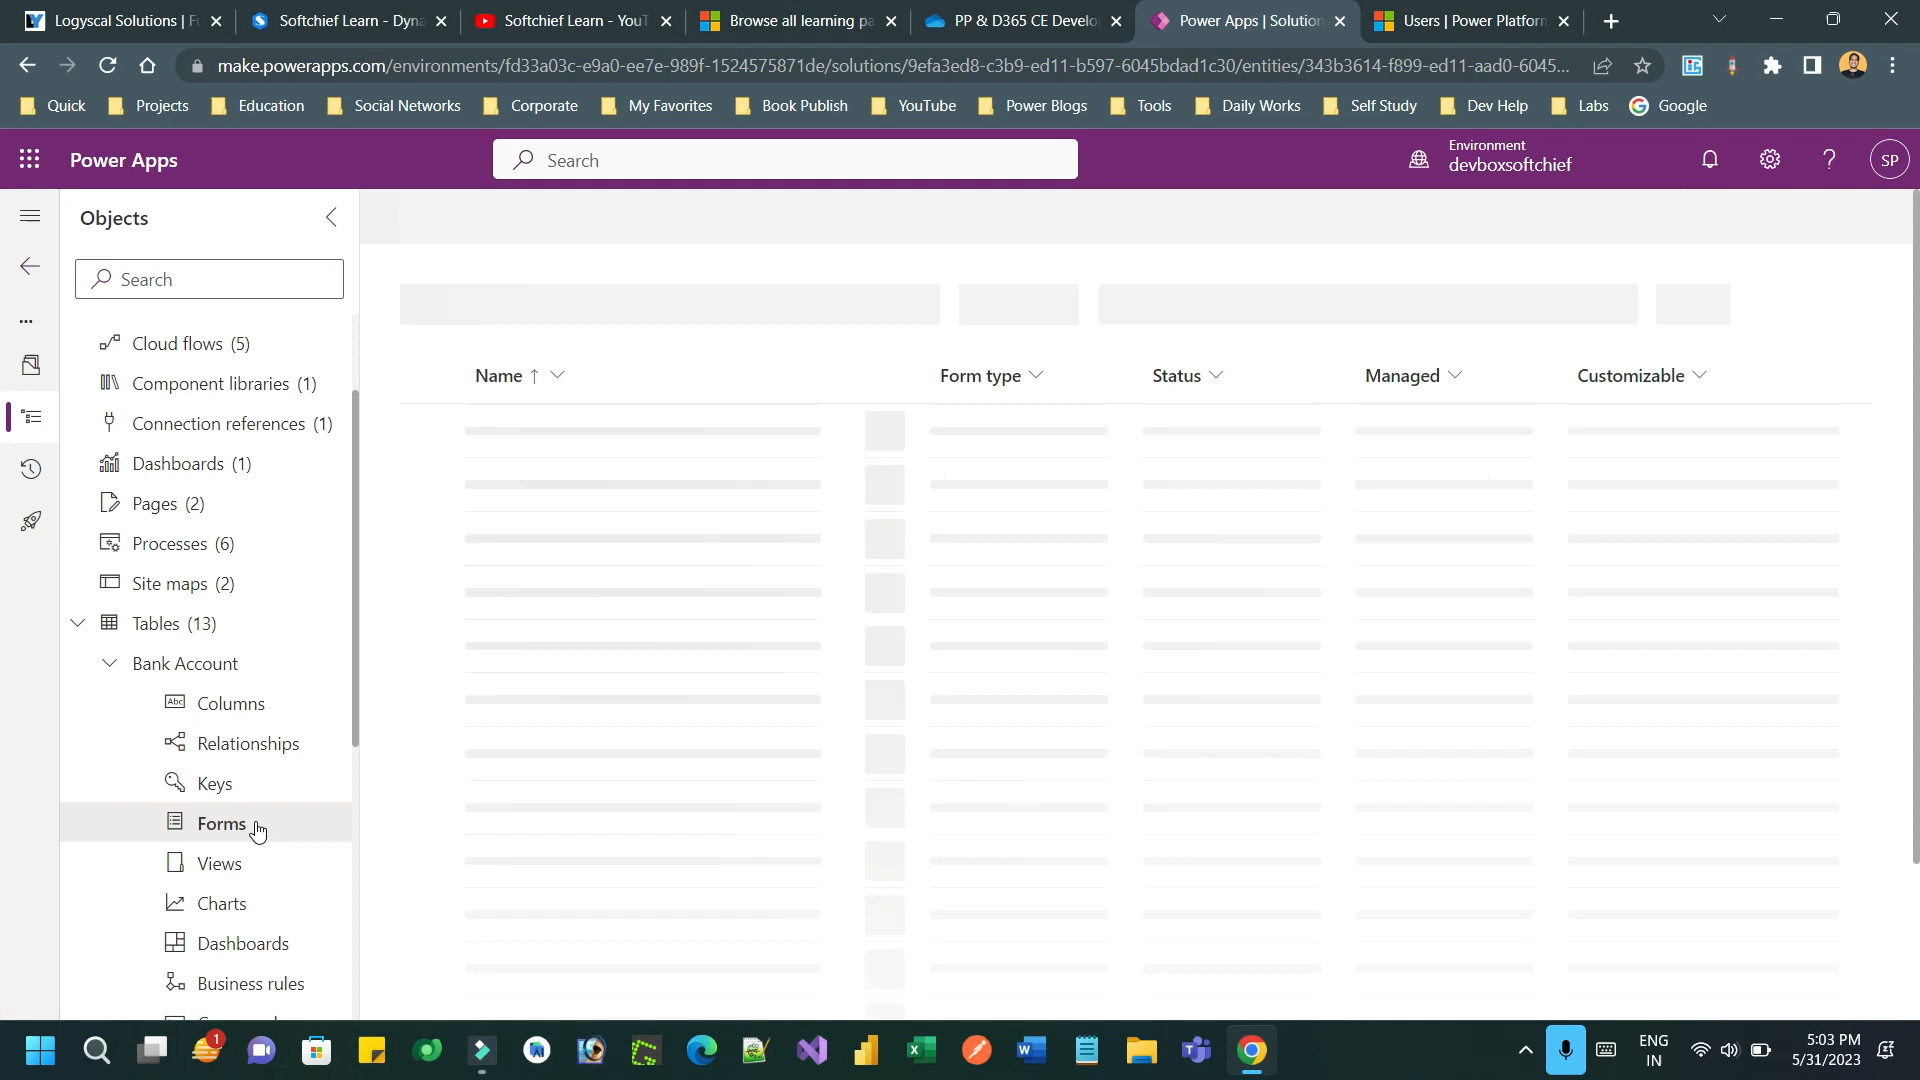 Logyscal Solutions | Fu
Softchief Learn - Dyna
Softchief Learn - YouT
Browse all learning pa
PP & D365 CE Develo
Power Apps | Solution
Users | Power Platform
make.powerapps.com/environments/fd33a03c-e9a0-ee7e-989f-1524575871de/solutions/9efa3ed8-c3b9-ed11-b597-6045bdad1c30/entities/343b3614-f899-ed11-aad0-6045...
Quick Projects Education Social Networks Corporate My Favorites Book Publish YouTube Power Blogs Tools Daily Works Self Study Dev Help Labs Google
Power Apps
Search
Environment
devboxsoftchief
SP
Objects
Search
Cloud flows (5)
Component libraries (1)
Connection references (1)
Dashboards (1)
Pages (2)
Processes (6)
Site maps (2)
Tables (13)
Bank Account
Columns
Relationships
Keys
Forms
Views
Charts
Dashboards
Business rules
Name ↑ Form type Status Managed Customizable
1
ENG
IN
5:03 PM
5/31/2023